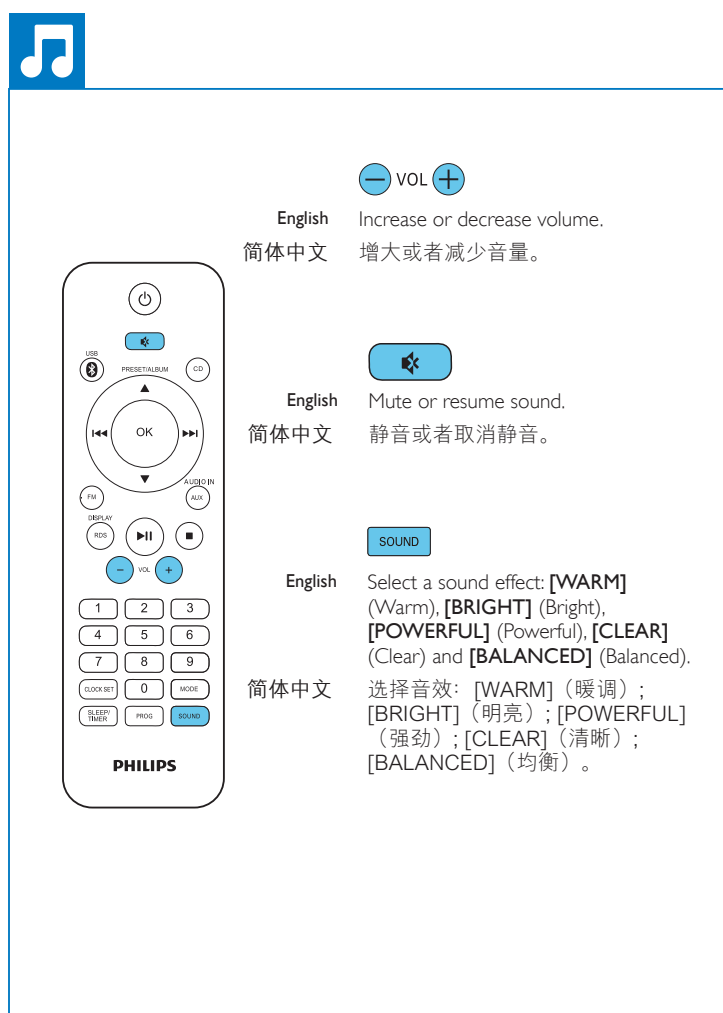 VOL
English Increase or decrease volume.
简体中文 增大或者减少音量。
English Mute or resume sound.
简体中文 静音或者取消静音。
SOUND
English Select a sound effect: [WARM]
(Warm), [BRIGHT] (Bright),
[POWERFUL] (Powerful), [CLEAR]
(Clear) and [BALANCED] (Balanced).
简体中文 选择音效: [WARM]（暖调）;
[BRIGHT]（明亮）; [POWERFUL]
（强劲）; [CLEAR]（清晰）;
[BALANCED]（均衡）。
USB
PRESET/ALBUM
CD
OK
AUDIO IN
FM
AUX
DISPLAY
RDS
VOL
1 2 3
4 5 6
7 8 9
CLOCK SET 0 MODE
SLEEP/
TIMER PROG SOUND
PHILIPS